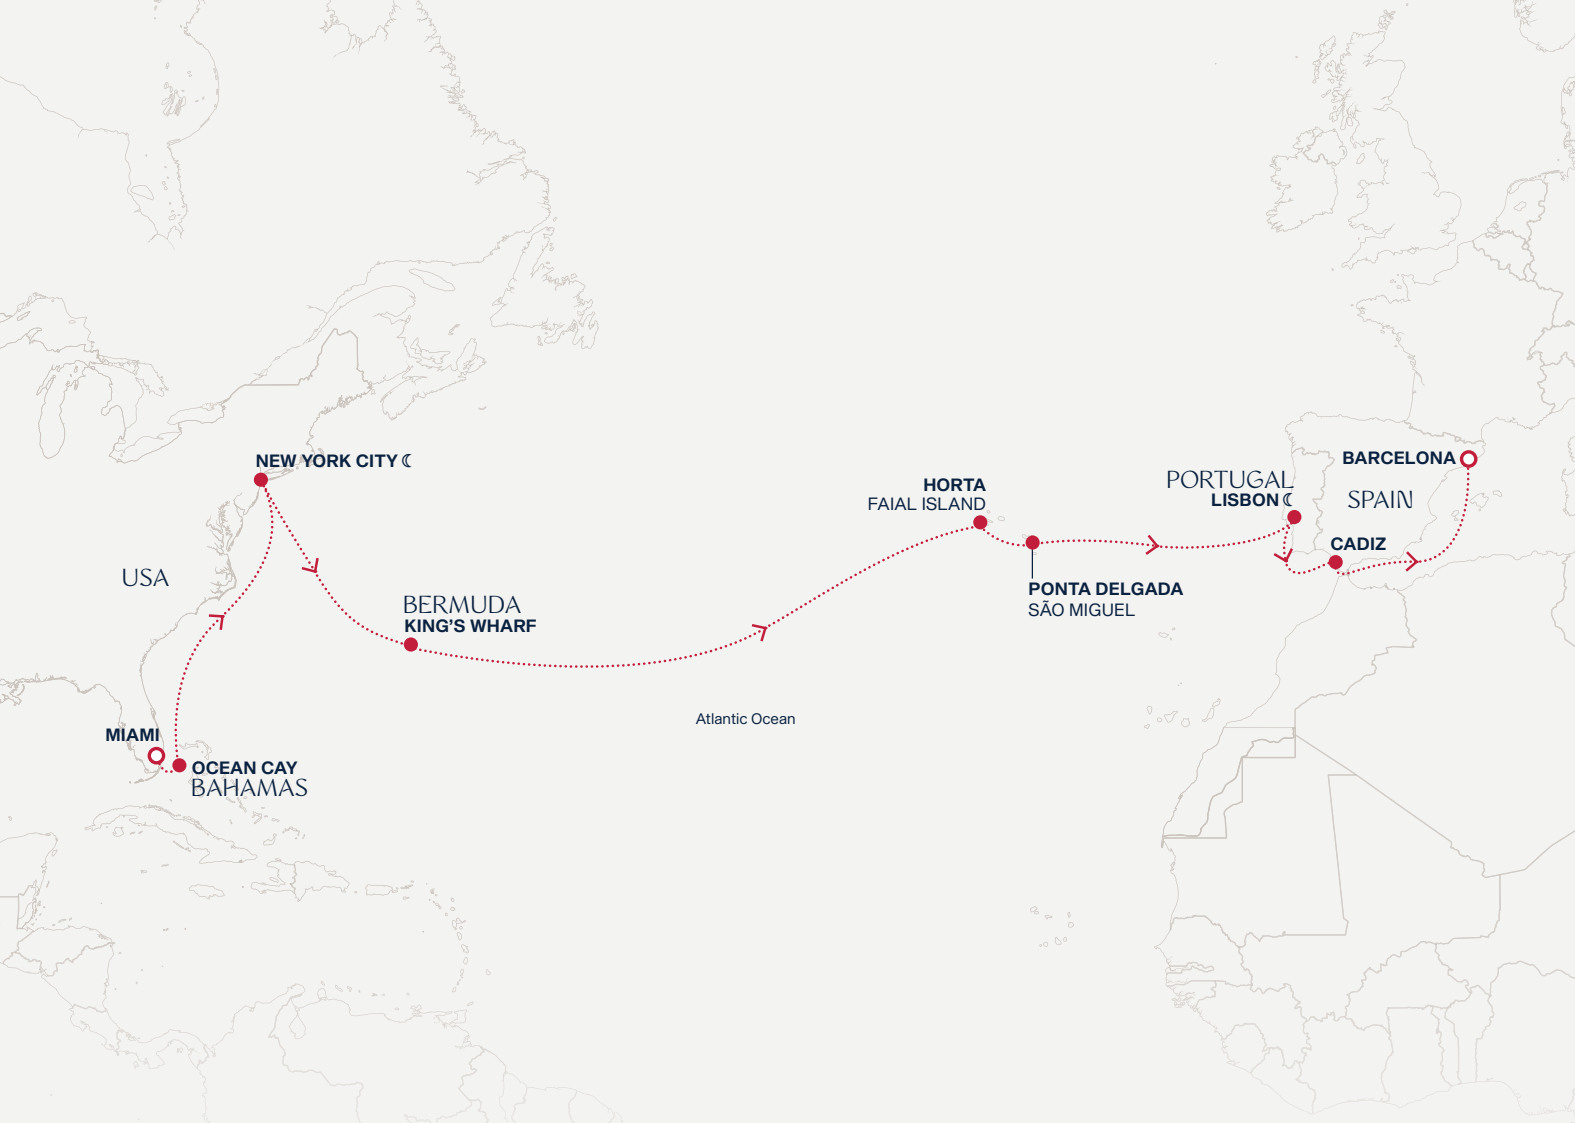 NEW YORK CITY
BARCELONA
PORTUGAL
LISBON
SPAIN
HORTA
FAIAL ISLAND
CADIZ
USA
PONTA DELGADA
SÃO MIGUEL
BERMUDA
KING'S WHARF
Atlantic Ocean
MIAMI
OCEAN CAY
BAHAMAS